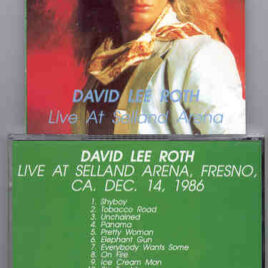 DAVID LEE ROTH
Live At Selland Arena
DAVID LEE ROTH
LIVE AT SELLAND ARENA, FRESNO,
CA. DEC. 14, 1986
1. Shyboy
2. Tobacco Road
3. Unchained
4. Panama
5. Pretty Woman
6. Elephant Gun
7. Everybody Wants Some
8. On Fire
9. Ice Cream Man